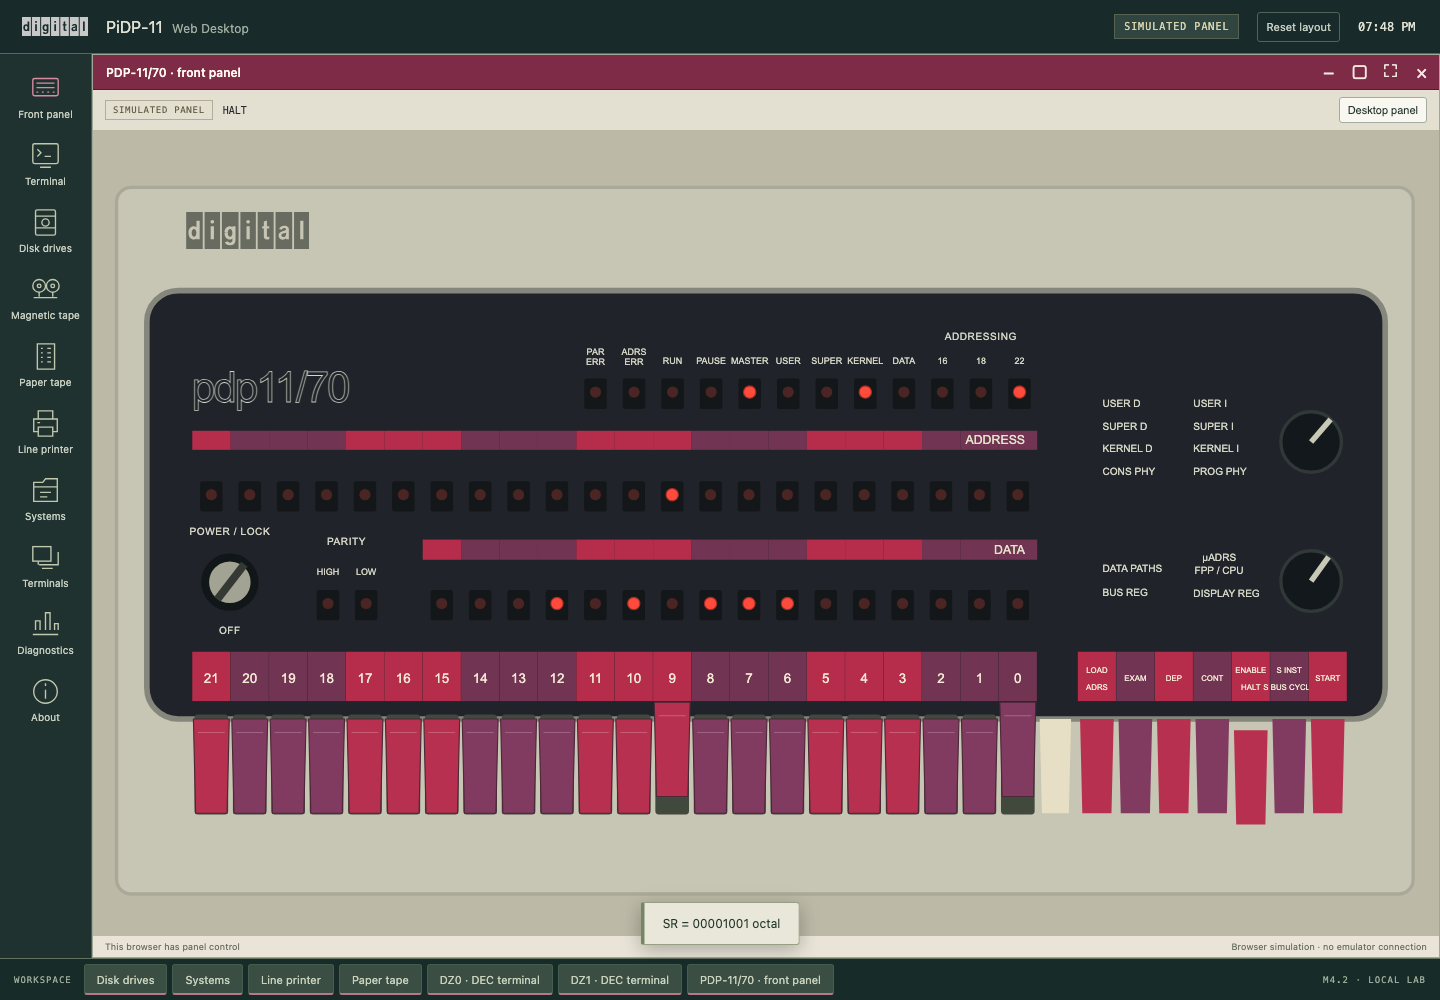 digital PiDP-11 Web Desktop SIMULATED PANEL Reset layout 07:48 PM
PDP-11/70 · front panel
SIMULATED PANEL HALT Desktop panel
Front panel
Terminal
Disk drives
Magnetic tape
Paper tape
Line printer
Systems
Terminals
Diagnostics
About
digital
ADDRESSING
PAR ERR ADRS ERR RUN PAUSE MASTER USER SUPER KERNEL DATA 16 18 22
pdp11/70
ADDRESS
USER D USER I
SUPER D SUPER I
KERNEL D KERNEL I
CONS PHY PROG PHY
POWER / LOCK
PARITY
DATA
HIGH LOW
OFF
µADRS
DATA PATHS FPP / CPU
BUS REG DISPLAY REG
21 20 19 18 17 16 15 14 13 12 11 10 9 8 7 6 5 4 3 2 1 0
LOAD ADRS EXAM DEP CONT ENABLE HALT S INST S BUS CYCL START
SR = 00001001 octal
This browser has panel control Browser simulation · no emulator connection
WORKSPACE Disk drives Systems Line printer Paper tape DZ0 · DEC terminal DZ1 · DEC terminal PDP-11/70 · front panel M4.2 · LOCAL LAB